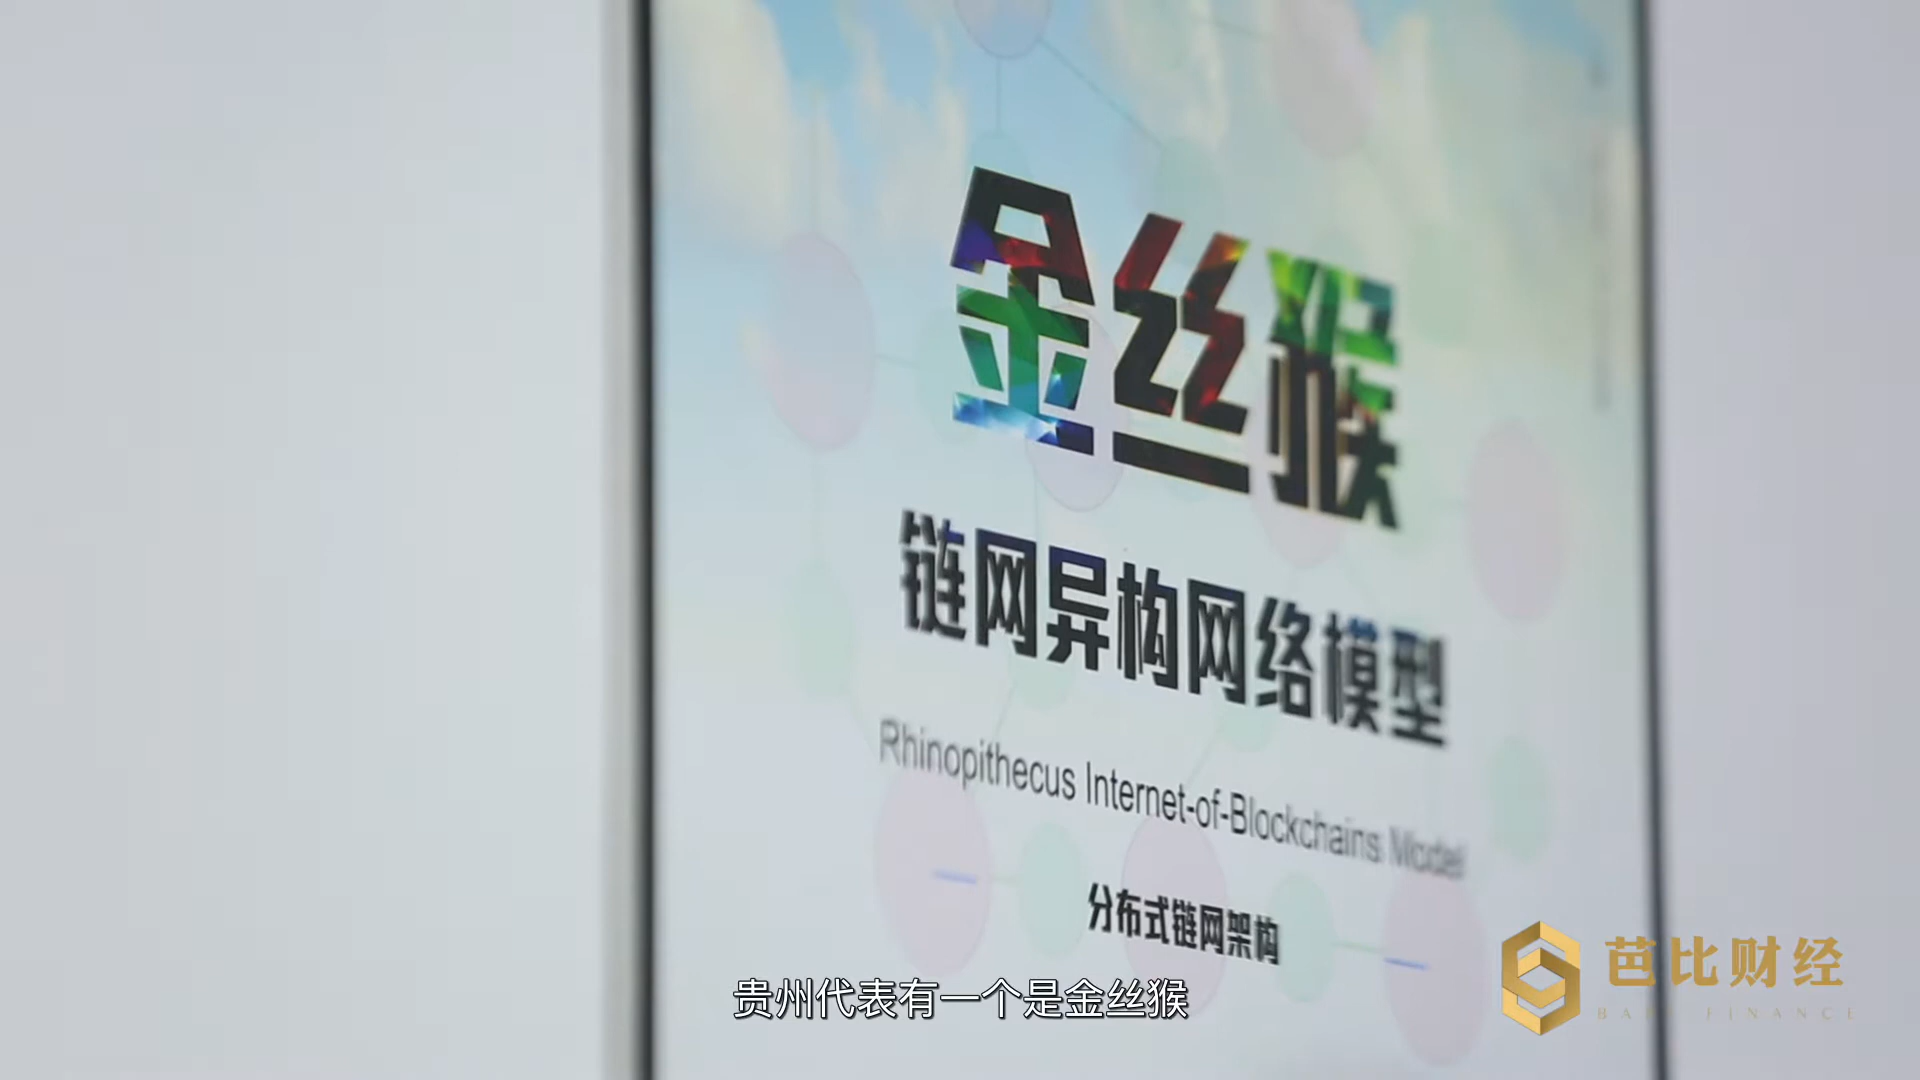 金丝猴
链网异构网络模型
Rhinopithecus Internet-of-Blockchains Model
分布式链网架构
贵州代表有一个是金丝猴
芭比财经
BABI FINANCE